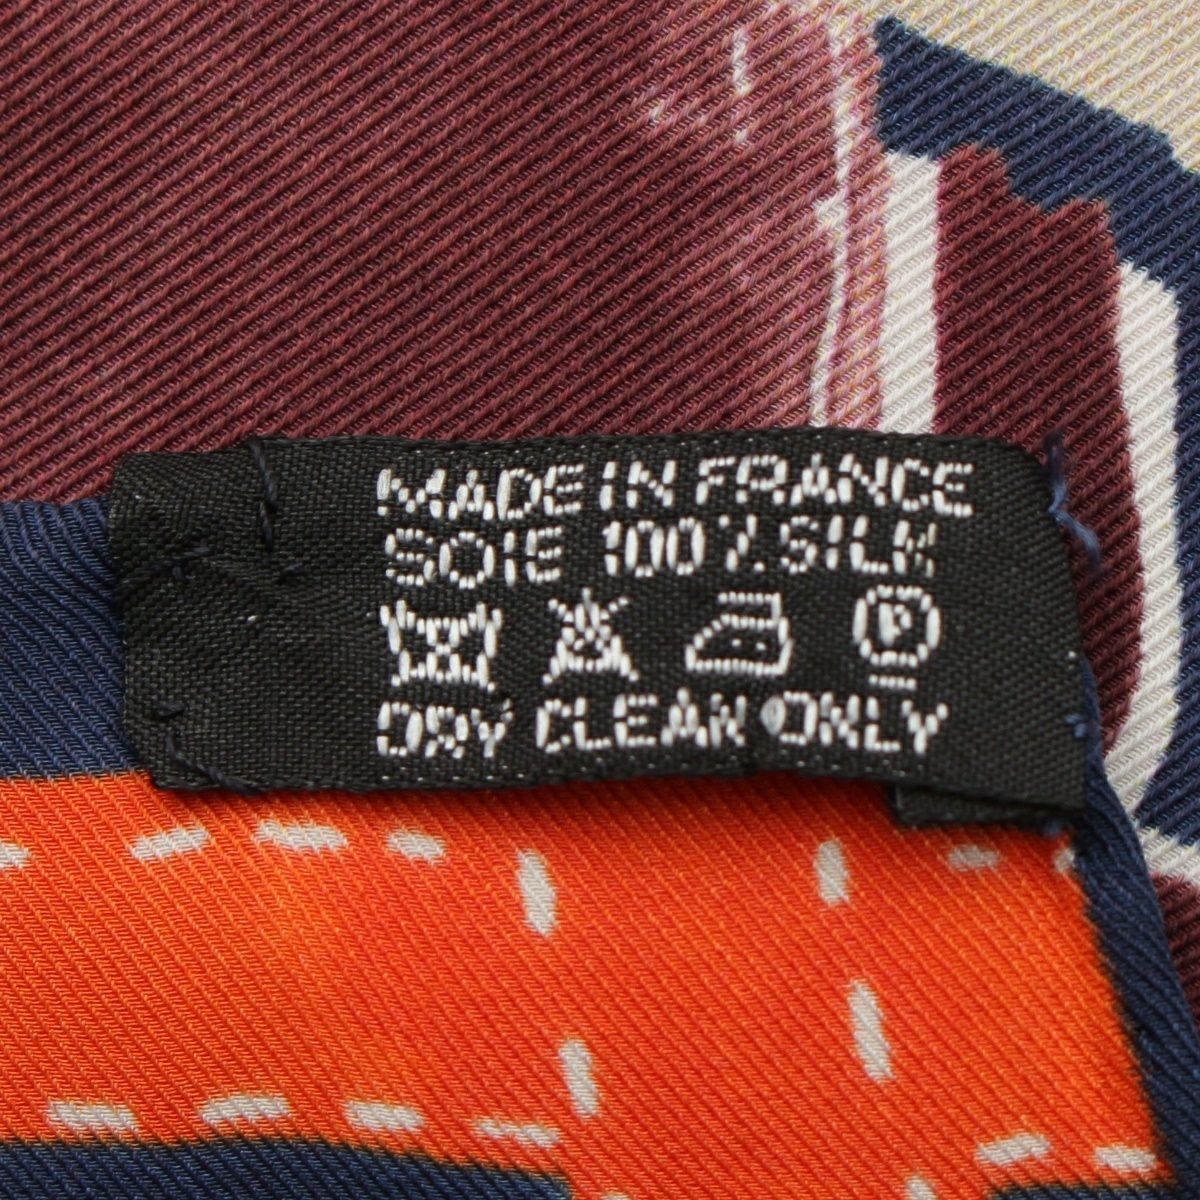 MADE IN FRANCE
SOIE 100% SILK
P
DRY CLEAN ONLY